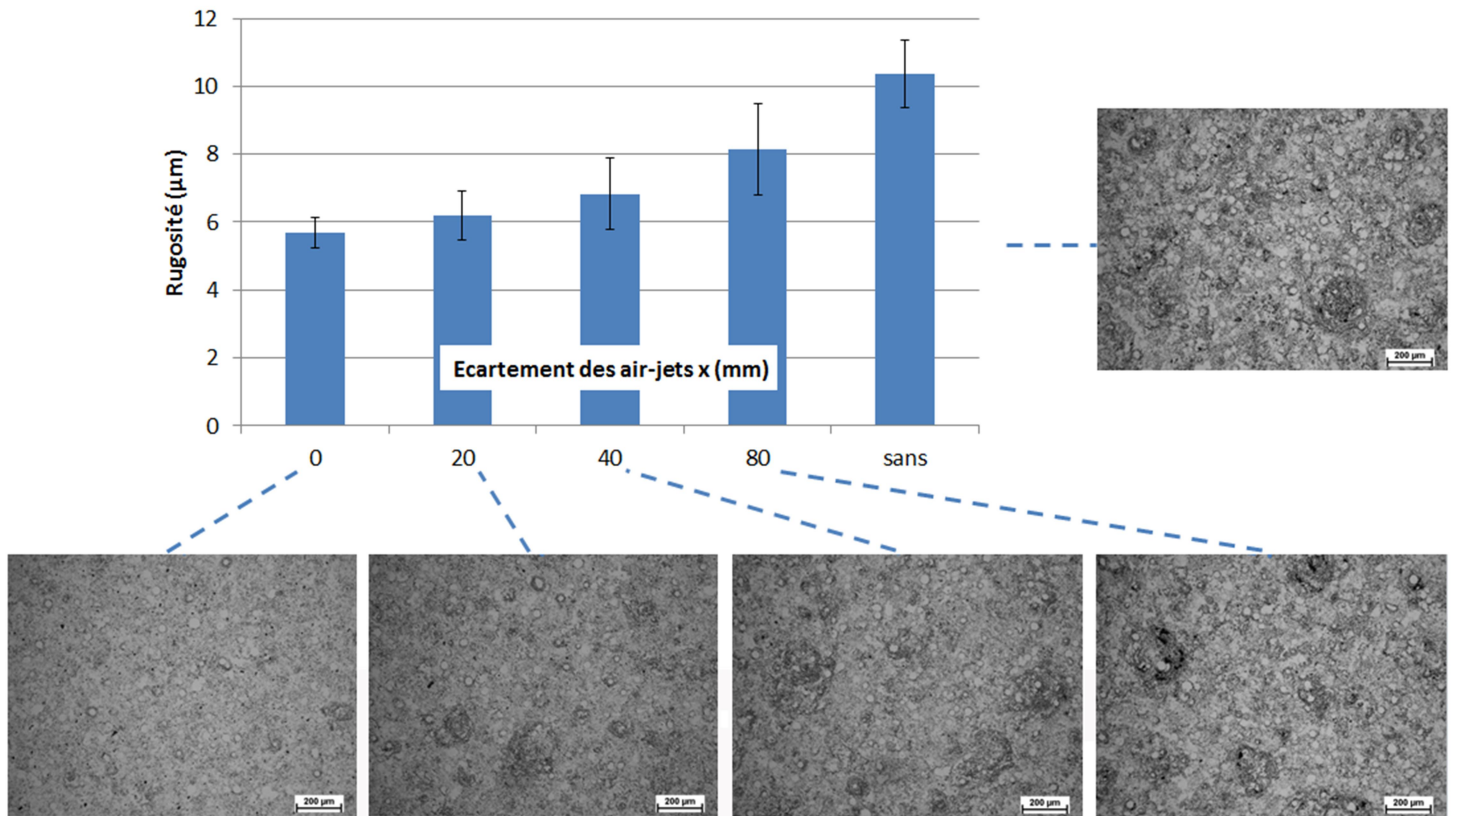 12
10
8
6
4
2
0
Rugosité (µm)
Ecartement des air-jets x (mm)
0 20 40 80 sans
200 µm
200 µm
200 µm
200 µm
200 µm